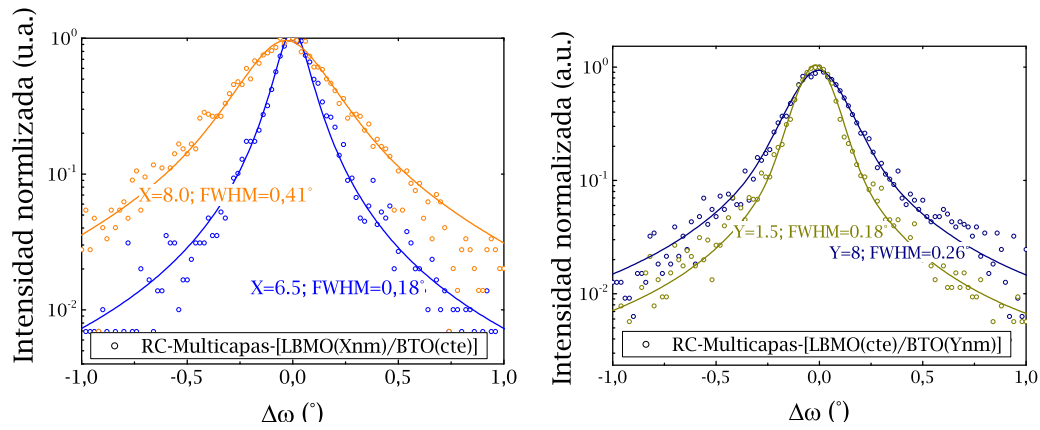 Intensidad normlizada (u.a.)
10^0
10^-1
10^-2
X=8.0; FWHM=0,41°
X=6.5; FWHM=0,18°
RC-Multicapas-[LBMO(Xnm)/BTO(cte)]
-1,0 -0,5 0,0 0,5 1,0
Δω (°)
Intensidad normalizada (a.u.)
10^0
10^-1
10^-2
Y=1.5; FWHM=0.18°
Y=8; FWHM=0.26°
RC-Multicapas-[LBMO(cte)/BTO(Ynm)]
-1,0 -0,5 0,0 0,5 1,0
Δω (°)